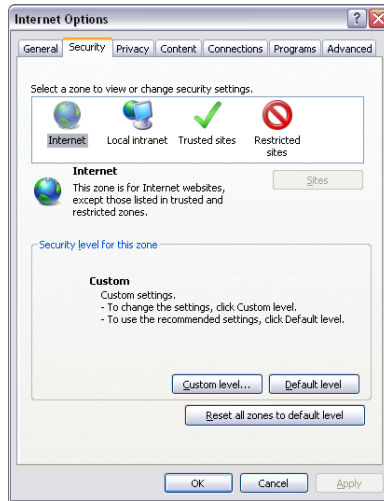 Internet Options
General Security Privacy Content Connections Programs Advanced
Select a zone to view or change security settings.
Internet Local intranet Trusted sites Restricted
sites
Internet
Sites
This zone is for Internet websites,
except those listed in trusted and
restricted zones.
Security level for this zone
Custom
Custom settings.
- To change the settings, click Custom level.
- To use the recommended settings, click Default level.
Custom level... Default level
Reset all zones to default level
OK Cancel Apply